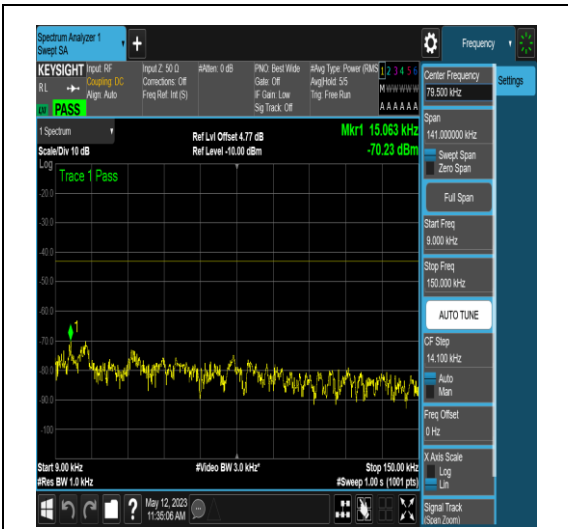 Spectrum Analyzer 1
Swept SA
Frequency
KEYSIGHT
RL
PASS
Input: RF
Coupling: DC
Align: Auto
Input Z: 50 Ω
Corrections: Off
Freq Ref: Int (S)
#Atten: 0 dB
PNO: Best Wide
Gate: Off
IF Gain: Low
Sig Track: Off
#Avg Type: Power (RMS
Avg|Hold: 5/5
Trig: Free Run
1 2 3 4 5 6
M W W W W W
A A A A A A
Center Frequency
79.500 kHz
Settings
Span
141.000000 kHz
Swept Span
Zero Span
Full Span
Start Freq
9.000 kHz
Stop Freq
150.000 kHz
AUTO TUNE
CF Step
14.100 kHz
Auto
Man
Freq Offset
0 Hz
X Axis Scale
Log
Lin
Signal Track
(Span Zoom)
1 Spectrum
Scale/Div 10 dB
Ref Lvl Offset 4.77 dB
Ref Level -10.00 dBm
Mkr1 15.063 kHz
-70.23 dBm
Log
Trace 1 Pass
-20.0
-30.0
-40.0
-50.0
-60.0
1
-70.0
-80.0
-90.0
-100
Start 9.00 kHz
#Res BW 1.0 kHz
#Video BW 3.0 kHz*
Stop 150.00 kHz
#Sweep 1.00 s (1001 pts)
?
May 12, 2023
11:35:06 AM